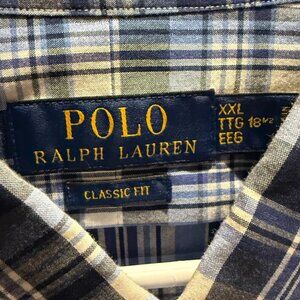 POLO
RALPH LAUREN
XXL
TTG 18½
EEG
CLASSIC FIT